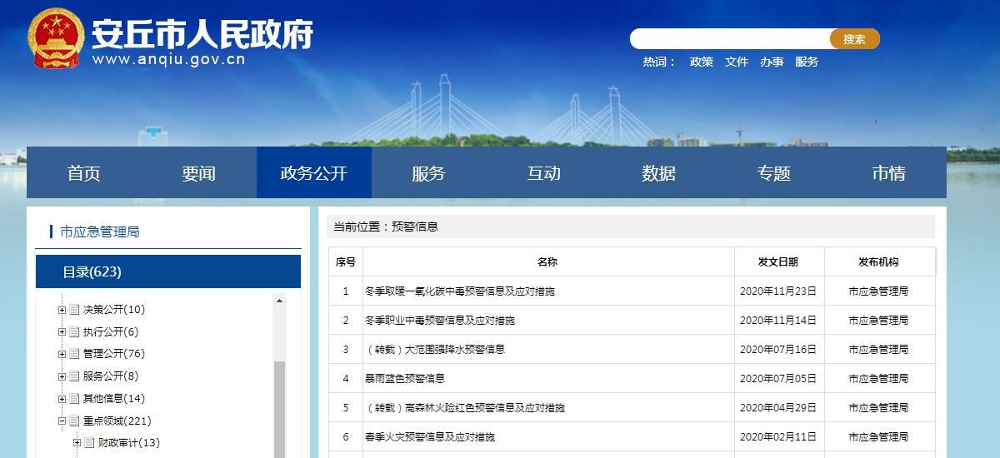 安丘市人民政府
www.anqiu.gov.cn
搜索
热词： 政策 文件 办事 服务
首页 要闻 政务公开 服务 互动 数据 专题 市情
市应急管理局
目录(623)
决策公开(10)
执行公开(6)
管理公开(76)
服务公开(8)
其他信息(14)
重点领域(221)
财政审计(13)
当前位置：预警信息
序号 名称 发文日期 发布机构
1 冬季取暖一氧化碳中毒预警信息及应对措施 2020年11月23日 市应急管理局
2 冬季职业中毒预警信息及应对措施 2020年11月14日 市应急管理局
3 （转载）大范围强降水预警信息 2020年07月16日 市应急管理局
4 暴雨蓝色预警信息 2020年07月05日 市应急管理局
5 （转载）高森林火险红色预警信息及应对措施 2020年04月29日 市应急管理局
6 春季火灾预警信息及应对措施 2020年02月11日 市应急管理局